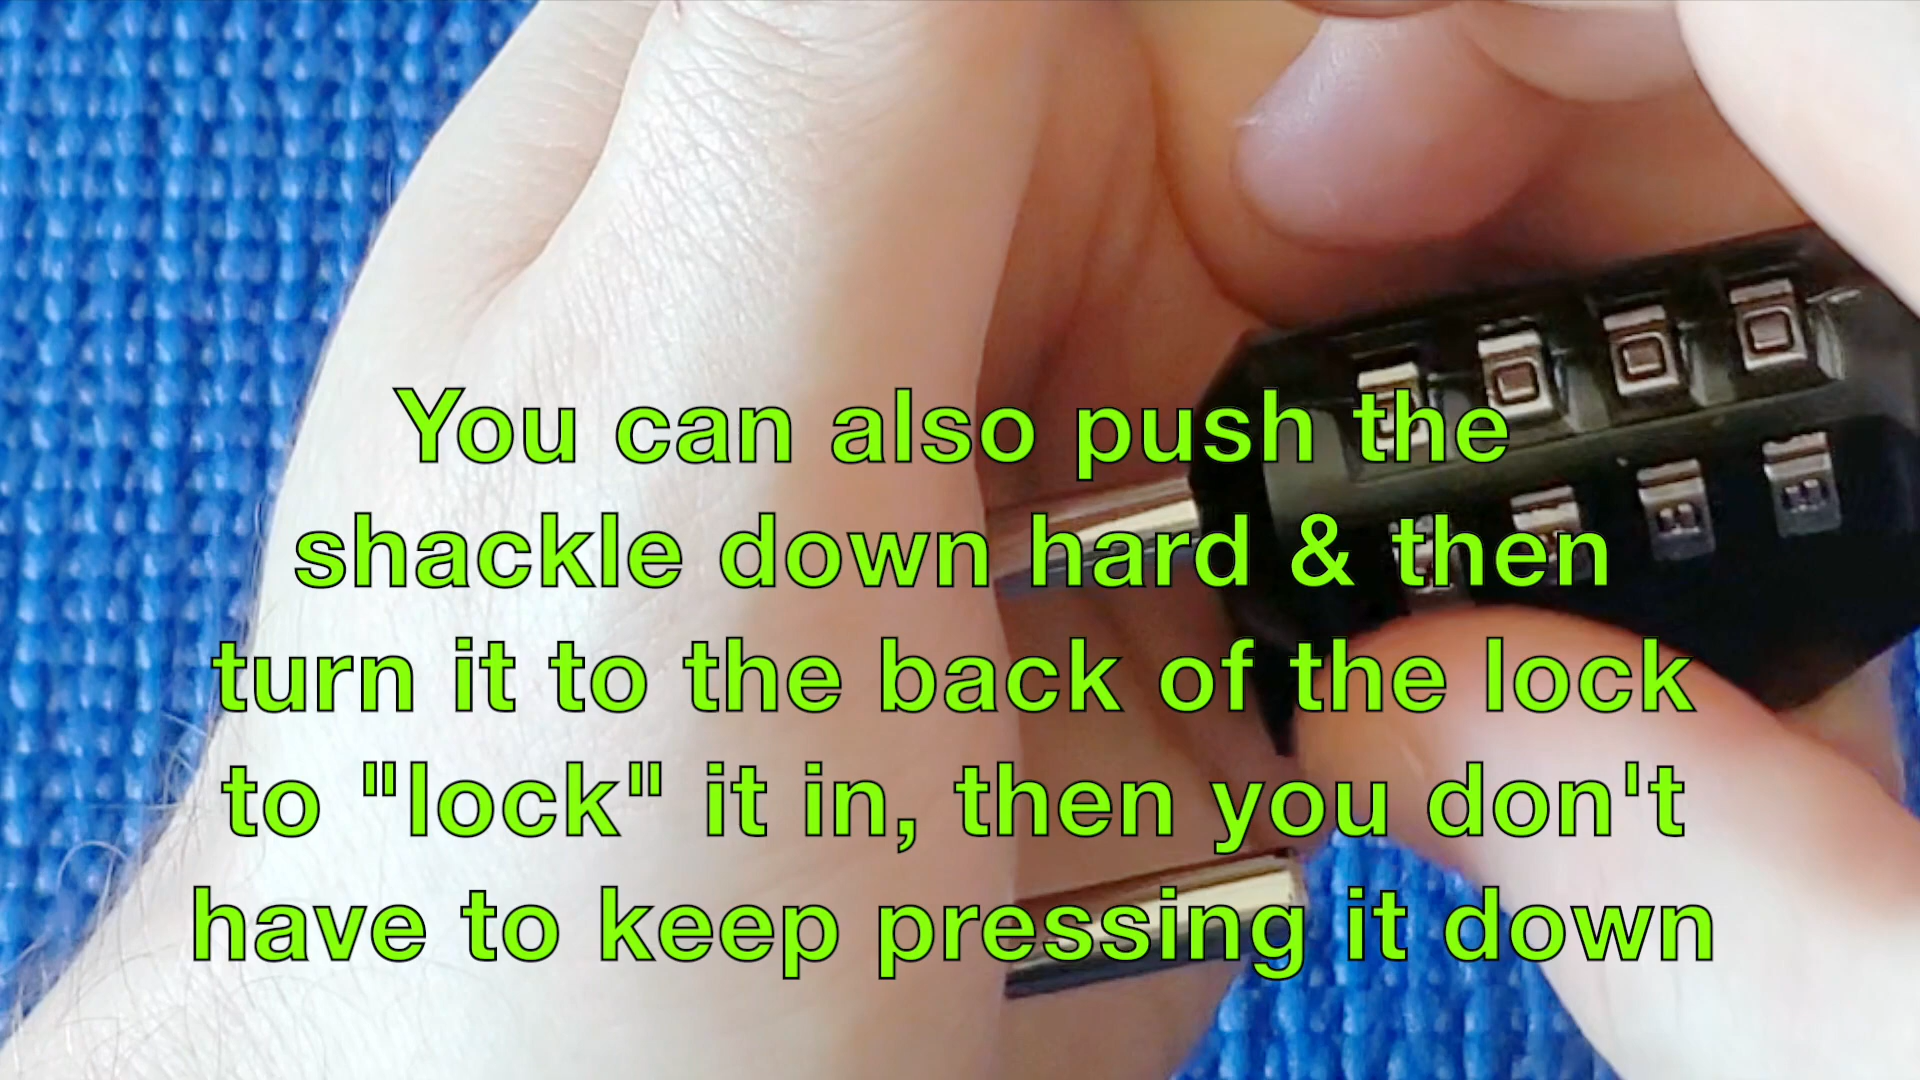 You can also push the
shackle down hard & then
turn it to the back of the lock
to "lock" it in, then you don't
have to keep pressing it down